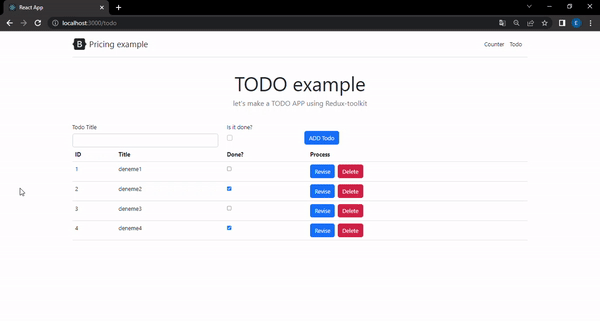 React App
localhost:3000/todo
E
B Pricing example
Counter Todo
TODO example
let's make a TODO APP using Redux-toolkit
Todo Title
Is it done?
ADD Todo
ID Title Done? Process
1 deneme1 Revise Delete
2 deneme2 Revise Delete
3 deneme3 Revise Delete
4 deneme4 Revise Delete